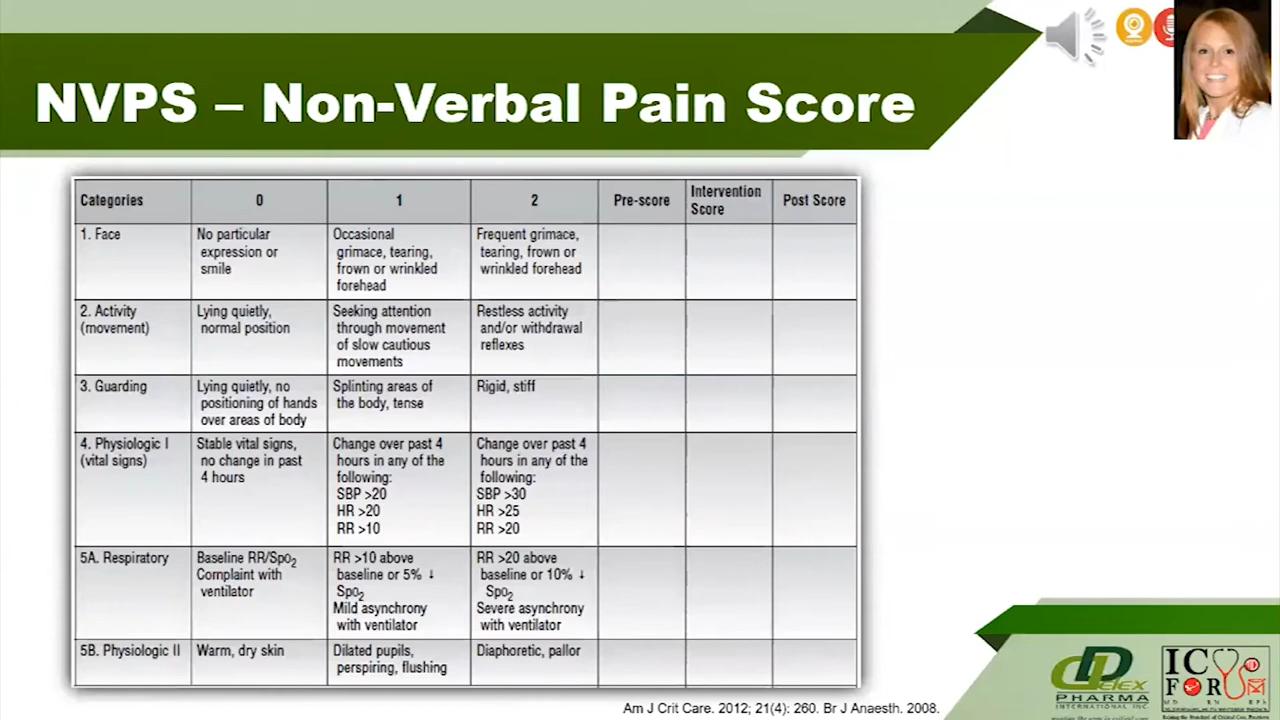 NVPS – Non-Verbal Pain Score
Categories 0 1 2 Pre-score Intervention Score Post Score
1. Face
No particular
expression or
smile
Occasional
grimace, tearing,
frown or wrinkled
forehead
Frequent grimace,
tearing, frown or
wrinkled forehead
2. Activity
(movement)
Lying quietly,
normal position
Seeking attention
through movement
of slow cautious
movements
Restless activity
and/or withdrawal
reflexes
3. Guarding
Lying quietly, no
positioning of hands
over areas of body
Splinting areas of
the body, tense
Rigid, stiff
4. Physiologic I
(vital signs)
Stable vital signs,
no change in past
4 hours
Change over past 4
hours in any of the
following:
SBP >20
HR >20
RR >10
Change over past 4
hours in any of the
following:
SBP >30
HR >25
RR >20
5A. Respiratory
Baseline RR/Spo2
Complaint with
ventilator
RR >10 above
baseline or 5% ↓
Spo2
Mild asynchrony
with ventilator
RR >20 above
baseline or 10% ↓
Spo2
Severe asynchrony
with ventilator
5B. Physiologic II
Warm, dry skin
Dilated pupils,
perspiring, flushing
Diaphoretic, pallor
Am J Crit Care. 2012; 21(4): 260. Br J Anaesth. 2008.
PHARMA
INTERNATIONAL INC
IC
FOR